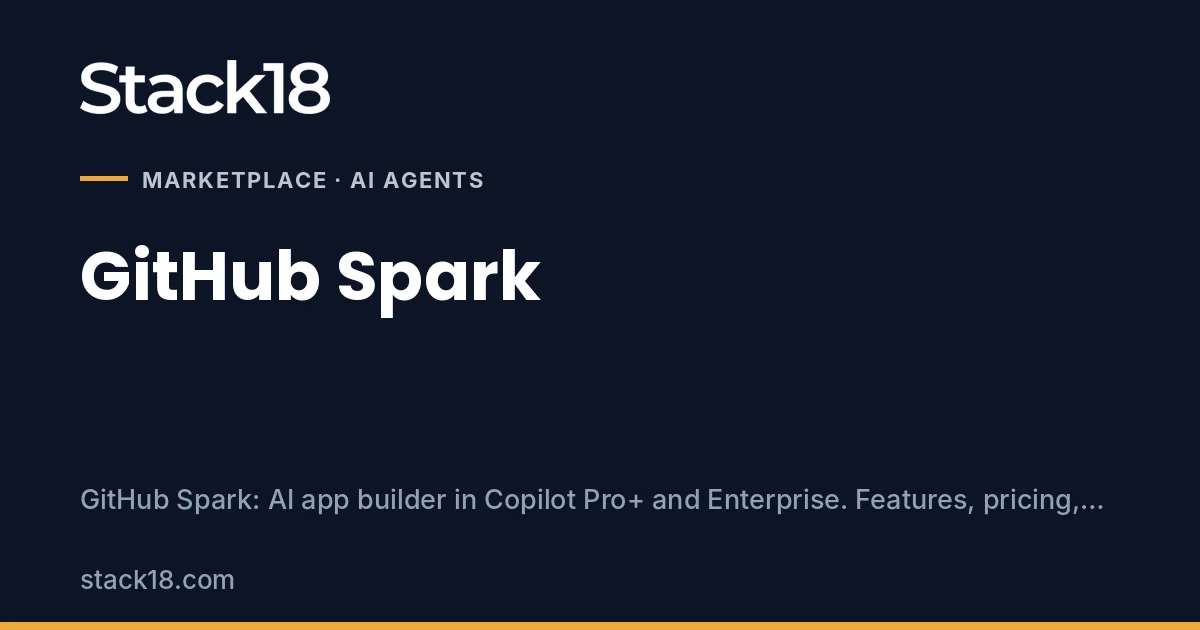 Stack18
MARKETPLACE · AI AGENTS
GitHub Spark
GitHub Spark: AI app builder in Copilot Pro+ and Enterprise. Features, pricing,...
stack18.com